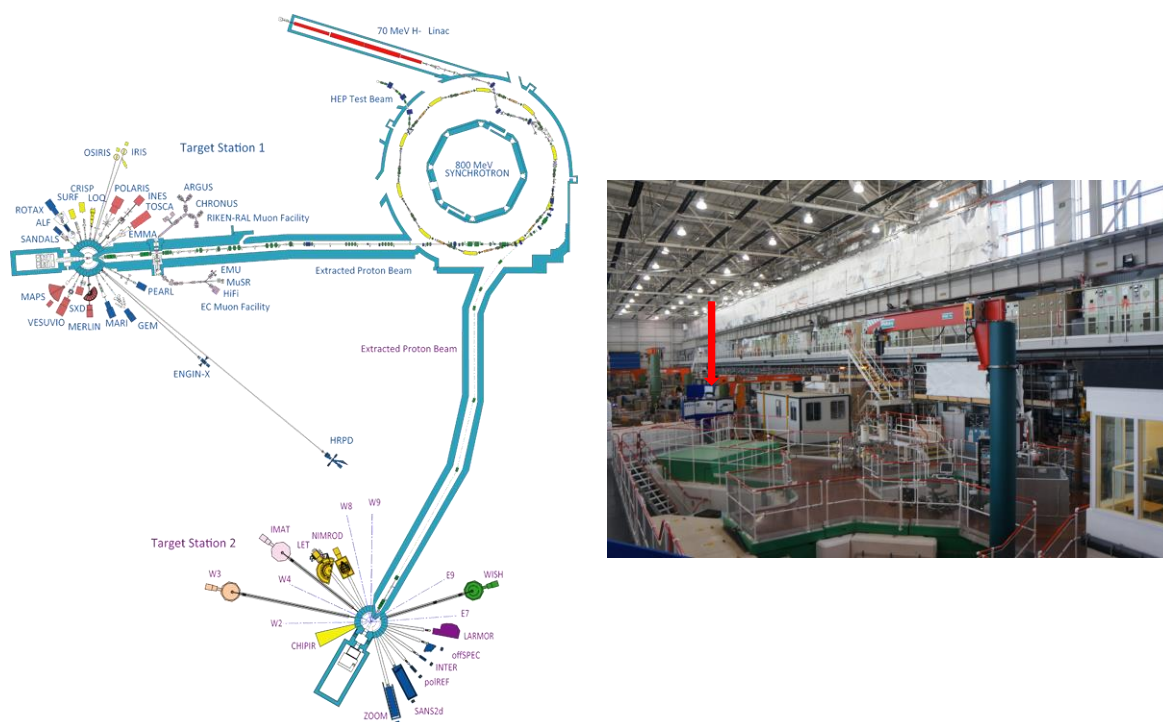 70 MeV H- Linac
HEP Test Beam
800 MeV
SYNCHROTRON
OSIRIS
IRIS
Target Station 1
CRISP
SURF
LOQ
POLARIS
INES
TOSCA
ARGUS
CHRONUS
RIKEN-RAL Muon Facility
ROTAX
ALF
SANDALS
EMMA
Extracted Proton Beam
EMU
MuSR
HiFi
EC Muon Facility
PEARL
MAPS
VESUVIO
SXD
MERLIN
MARI
GEM
Extracted Proton Beam
ENGIN-X
HRPD
W8
W9
IMAT
LET
NIMROD
Target Station 2
W3
W4
E9
WISH
W2
E7
CHIPIR
LARMOR
offSPEC
INTER
polREF
SANS2d
ZOOM